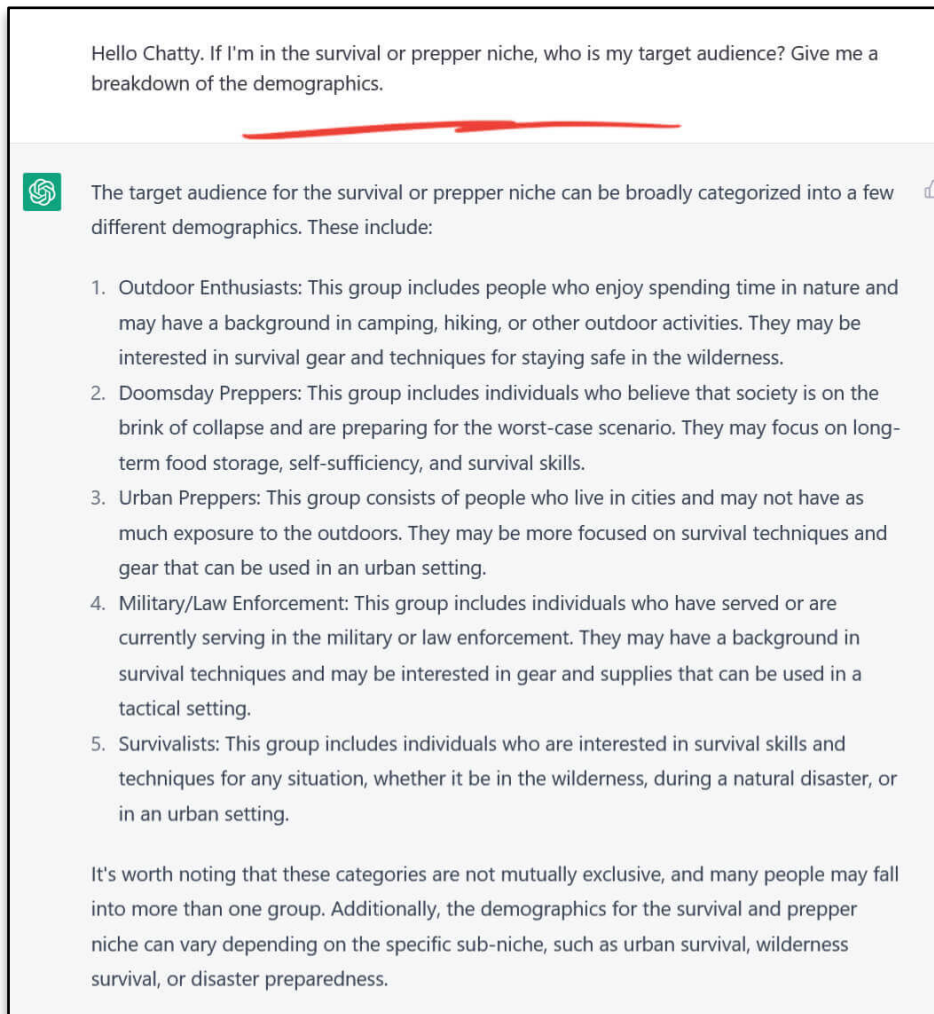 Hello Chatty. If I'm in the survival or prepper niche, who is my target audience? Give me a
breakdown of the demographics.
The target audience for the survival or prepper niche can be broadly categorized into a few
different demographics. These include:
1. Outdoor Enthusiasts: This group includes people who enjoy spending time in nature and
may have a background in camping, hiking, or other outdoor activities. They may be
interested in survival gear and techniques for staying safe in the wilderness.
2. Doomsday Preppers: This group includes individuals who believe that society is on the
brink of collapse and are preparing for the worst-case scenario. They may focus on long-
term food storage, self-sufficiency, and survival skills.
3. Urban Preppers: This group consists of people who live in cities and may not have as
much exposure to the outdoors. They may be more focused on survival techniques and
gear that can be used in an urban setting.
4. Military/Law Enforcement: This group includes individuals who have served or are
currently serving in the military or law enforcement. They may have a background in
survival techniques and may be interested in gear and supplies that can be used in a
tactical setting.
5. Survivalists: This group includes individuals who are interested in survival skills and
techniques for any situation, whether it be in the wilderness, during a natural disaster, or
in an urban setting.
It's worth noting that these categories are not mutually exclusive, and many people may fall
into more than one group. Additionally, the demographics for the survival and prepper
niche can vary depending on the specific sub-niche, such as urban survival, wilderness
survival, or disaster preparedness.